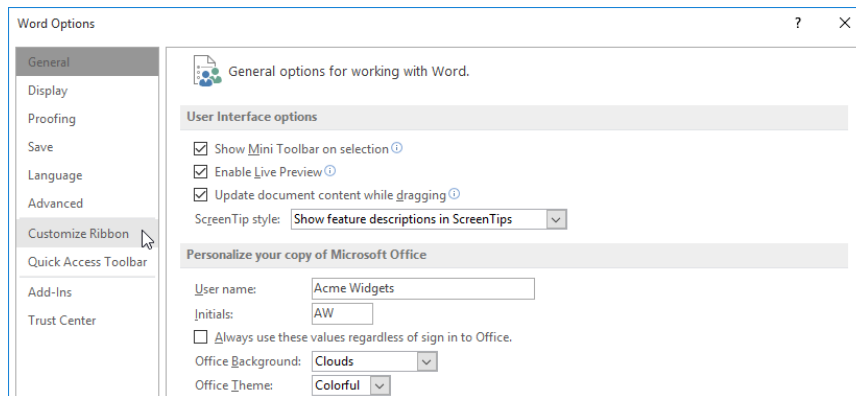 Word Options ?
General
Display
Proofing
Save
Language
Advanced
Customize Ribbon
Quick Access Toolbar
Add-Ins
Trust Center
General options for working with Word.
User Interface options
Show Mini Toolbar on selection
Enable Live Preview
Update document content while dragging
ScreenTip style: Show feature descriptions in ScreenTips
Personalize your copy of Microsoft Office
User name: Acme Widgets
Initials: AW
Always use these values regardless of sign in to Office.
Office Background: Clouds
Office Theme: Colorful